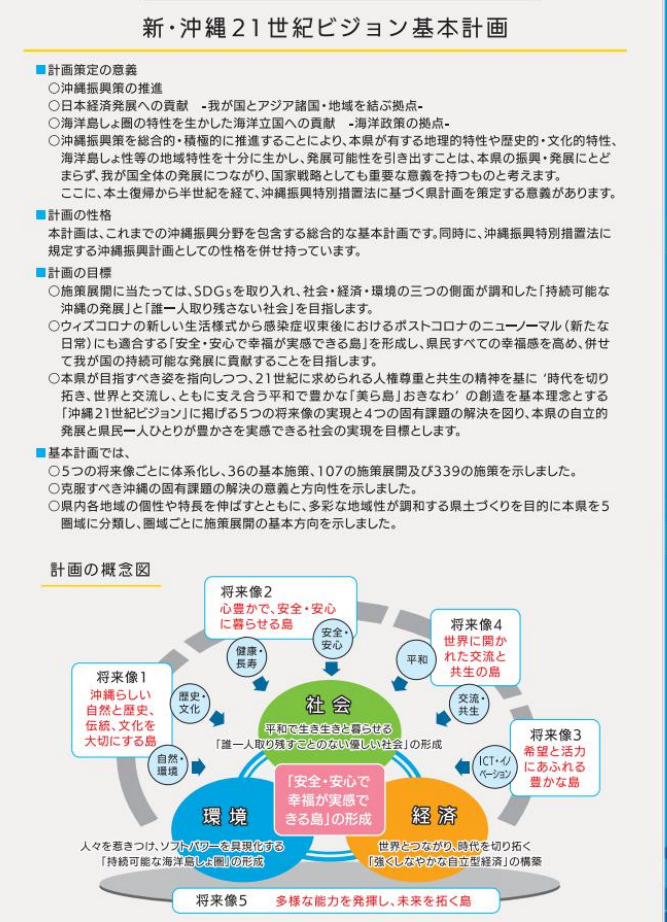 新・沖縄21世紀ビジョン基本計画
■計画策定の意義
○沖縄振興策の推進
○日本経済発展への貢献　-我が国とアジア諸国・地域を結ぶ拠点-
○海洋島しょ圏の特性を生かした海洋立国への貢献　-海洋政策の拠点-
○沖縄振興策を総合的・積極的に推進することにより、本県が有する地理的特性や歴史的・文化的特性、
海洋島しょ性等の地域特性を十分に生かし、発展可能性を引き出すことは、本県の振興・発展にとど
まらず、我が国全体の発展につながり、国家戦略としても重要な意義を持つものと考えます。
ここに、本土復帰から半世紀を経て、沖縄振興特別措置法に基づく県計画を策定する意義があります。
■計画の性格
本計画は、これまでの沖縄振興分野を包含する総合的な基本計画です。同時に、沖縄振興特別措置法に
規定する沖縄振興計画としての性格を併せ持っています。
■計画の目標
○施策展開に当たっては、SDGsを取り入れ、社会・経済・環境の三つの側面が調和した「持続可能な
沖縄の発展」と「誰一人取り残さない社会」を目指します。
○ウィズコロナの新しい生活様式から感染症収束後におけるポストコロナのニューノーマル(新たな
日常)にも適合する「安全・安心で幸福が実感できる島」を形成し、県民すべての幸福感を高め、併せ
て我が国の持続可能な発展に貢献することを目指します。
○本県が目指すべき姿を指向しつつ、21世紀に求められる人権尊重と共生の精神を基に‘時代を切り
拓き、世界と交流し、ともに支え合う平和で豊かな「美ら島」おきなわ’の創造を基本理念とする
「沖縄21世紀ビジョン」に掲げる5つの将来像の実現と4つの固有課題の解決を図り、本県の自立的
発展と県民一人ひとりが豊かさを実感できる社会の実現を目標とします。
■基本計画では、
○5つの将来像ごとに体系化し、36の基本施策、107の施策展開及び339の施策を示しました。
○克服すべき沖縄の固有課題の解決の意義と方向性を示しました。
○県内各地域の個性や特長を伸ばすとともに、多彩な地域性が調和する県土づくりを目的に本県を5
圏域に分類し、圏域ごとに施策展開の基本方向を示しました。
計画の概念図
将来像2
心豊かで、安全・安心
に暮らせる島
将来像4
世界に開か
れた交流と
共生の島
将来像1
沖縄らしい
自然と歴史、
伝統、文化を
大切にする島
将来像3
希望と活力
にあふれる
豊かな島
自然・
環境
歴史・
文化
健康・
長寿
安全・
安心
平和
交流・
共生
ICT・イノ
ベーション
社会
平和で生き生きと暮らせる
「誰一人取り残すことのない優しい社会」の形成
「安全・安心で
幸福が実感で
きる島」の形成
環境
人々を惹きつけ、ソフトパワーを具現化する
「持続可能な海洋島しょ圏」の形成
経済
世界とつながり、時代を切り拓く
「強くしなやかな自立型経済」の構築
将来像5　多様な能力を発揮し、未来を拓く島